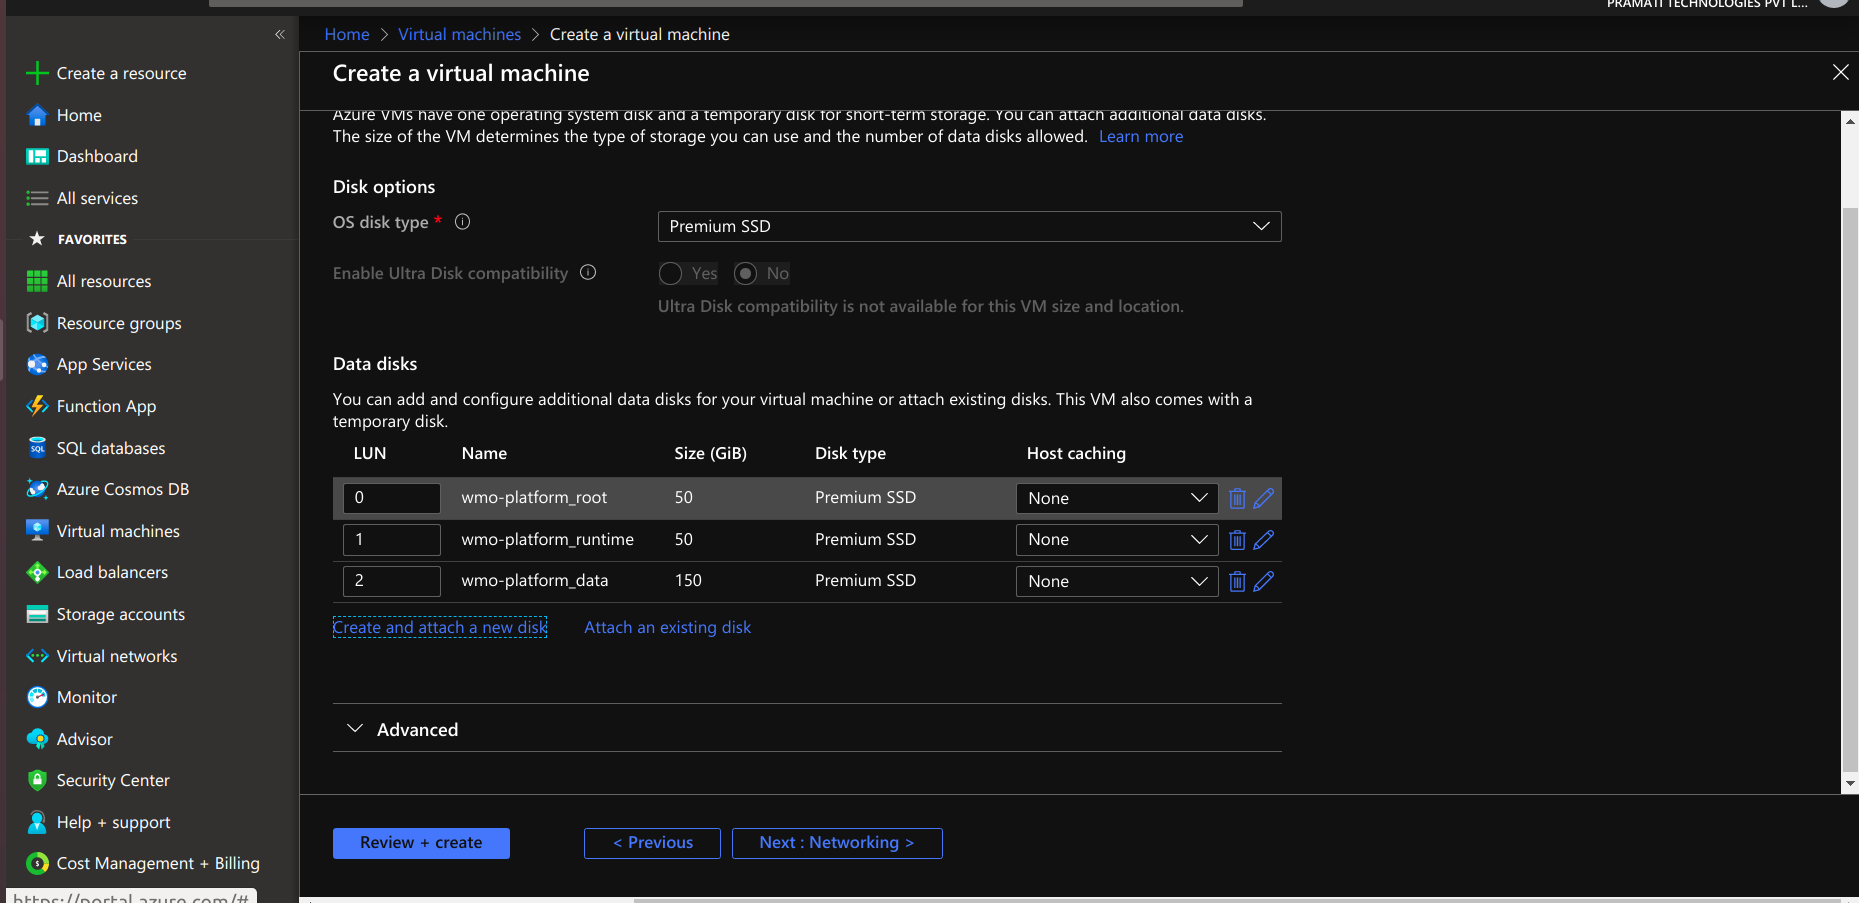 PRAMATI TECHNOLOGIES PVT L...
«
Home > Virtual machines > Create a virtual machine
Create a resource
Home
Dashboard
All services
FAVORITES
All resources
Resource groups
App Services
Function App
SQL databases
Azure Cosmos DB
Virtual machines
Load balancers
Storage accounts
Virtual networks
Monitor
Advisor
Security Center
Help + support
Cost Management + Billing
https://portal.azure.com/#
Create a virtual machine
Azure VMs have one operating system disk and a temporary disk for short-term storage. You can attach additional data disks.
The size of the VM determines the type of storage you can use and the number of data disks allowed. Learn more
Disk options
OS disk type * Premium SSD
Enable Ultra Disk compatibility Yes No
Ultra Disk compatibility is not available for this VM size and location.
Data disks
You can add and configure additional data disks for your virtual machine or attach existing disks. This VM also comes with a
temporary disk.
LUN Name Size (GiB) Disk type Host caching
0 wmo-platform_root 50 Premium SSD None
1 wmo-platform_runtime 50 Premium SSD None
2 wmo-platform_data 150 Premium SSD None
Create and attach a new disk Attach an existing disk
Advanced
Review + create < Previous Next : Networking >